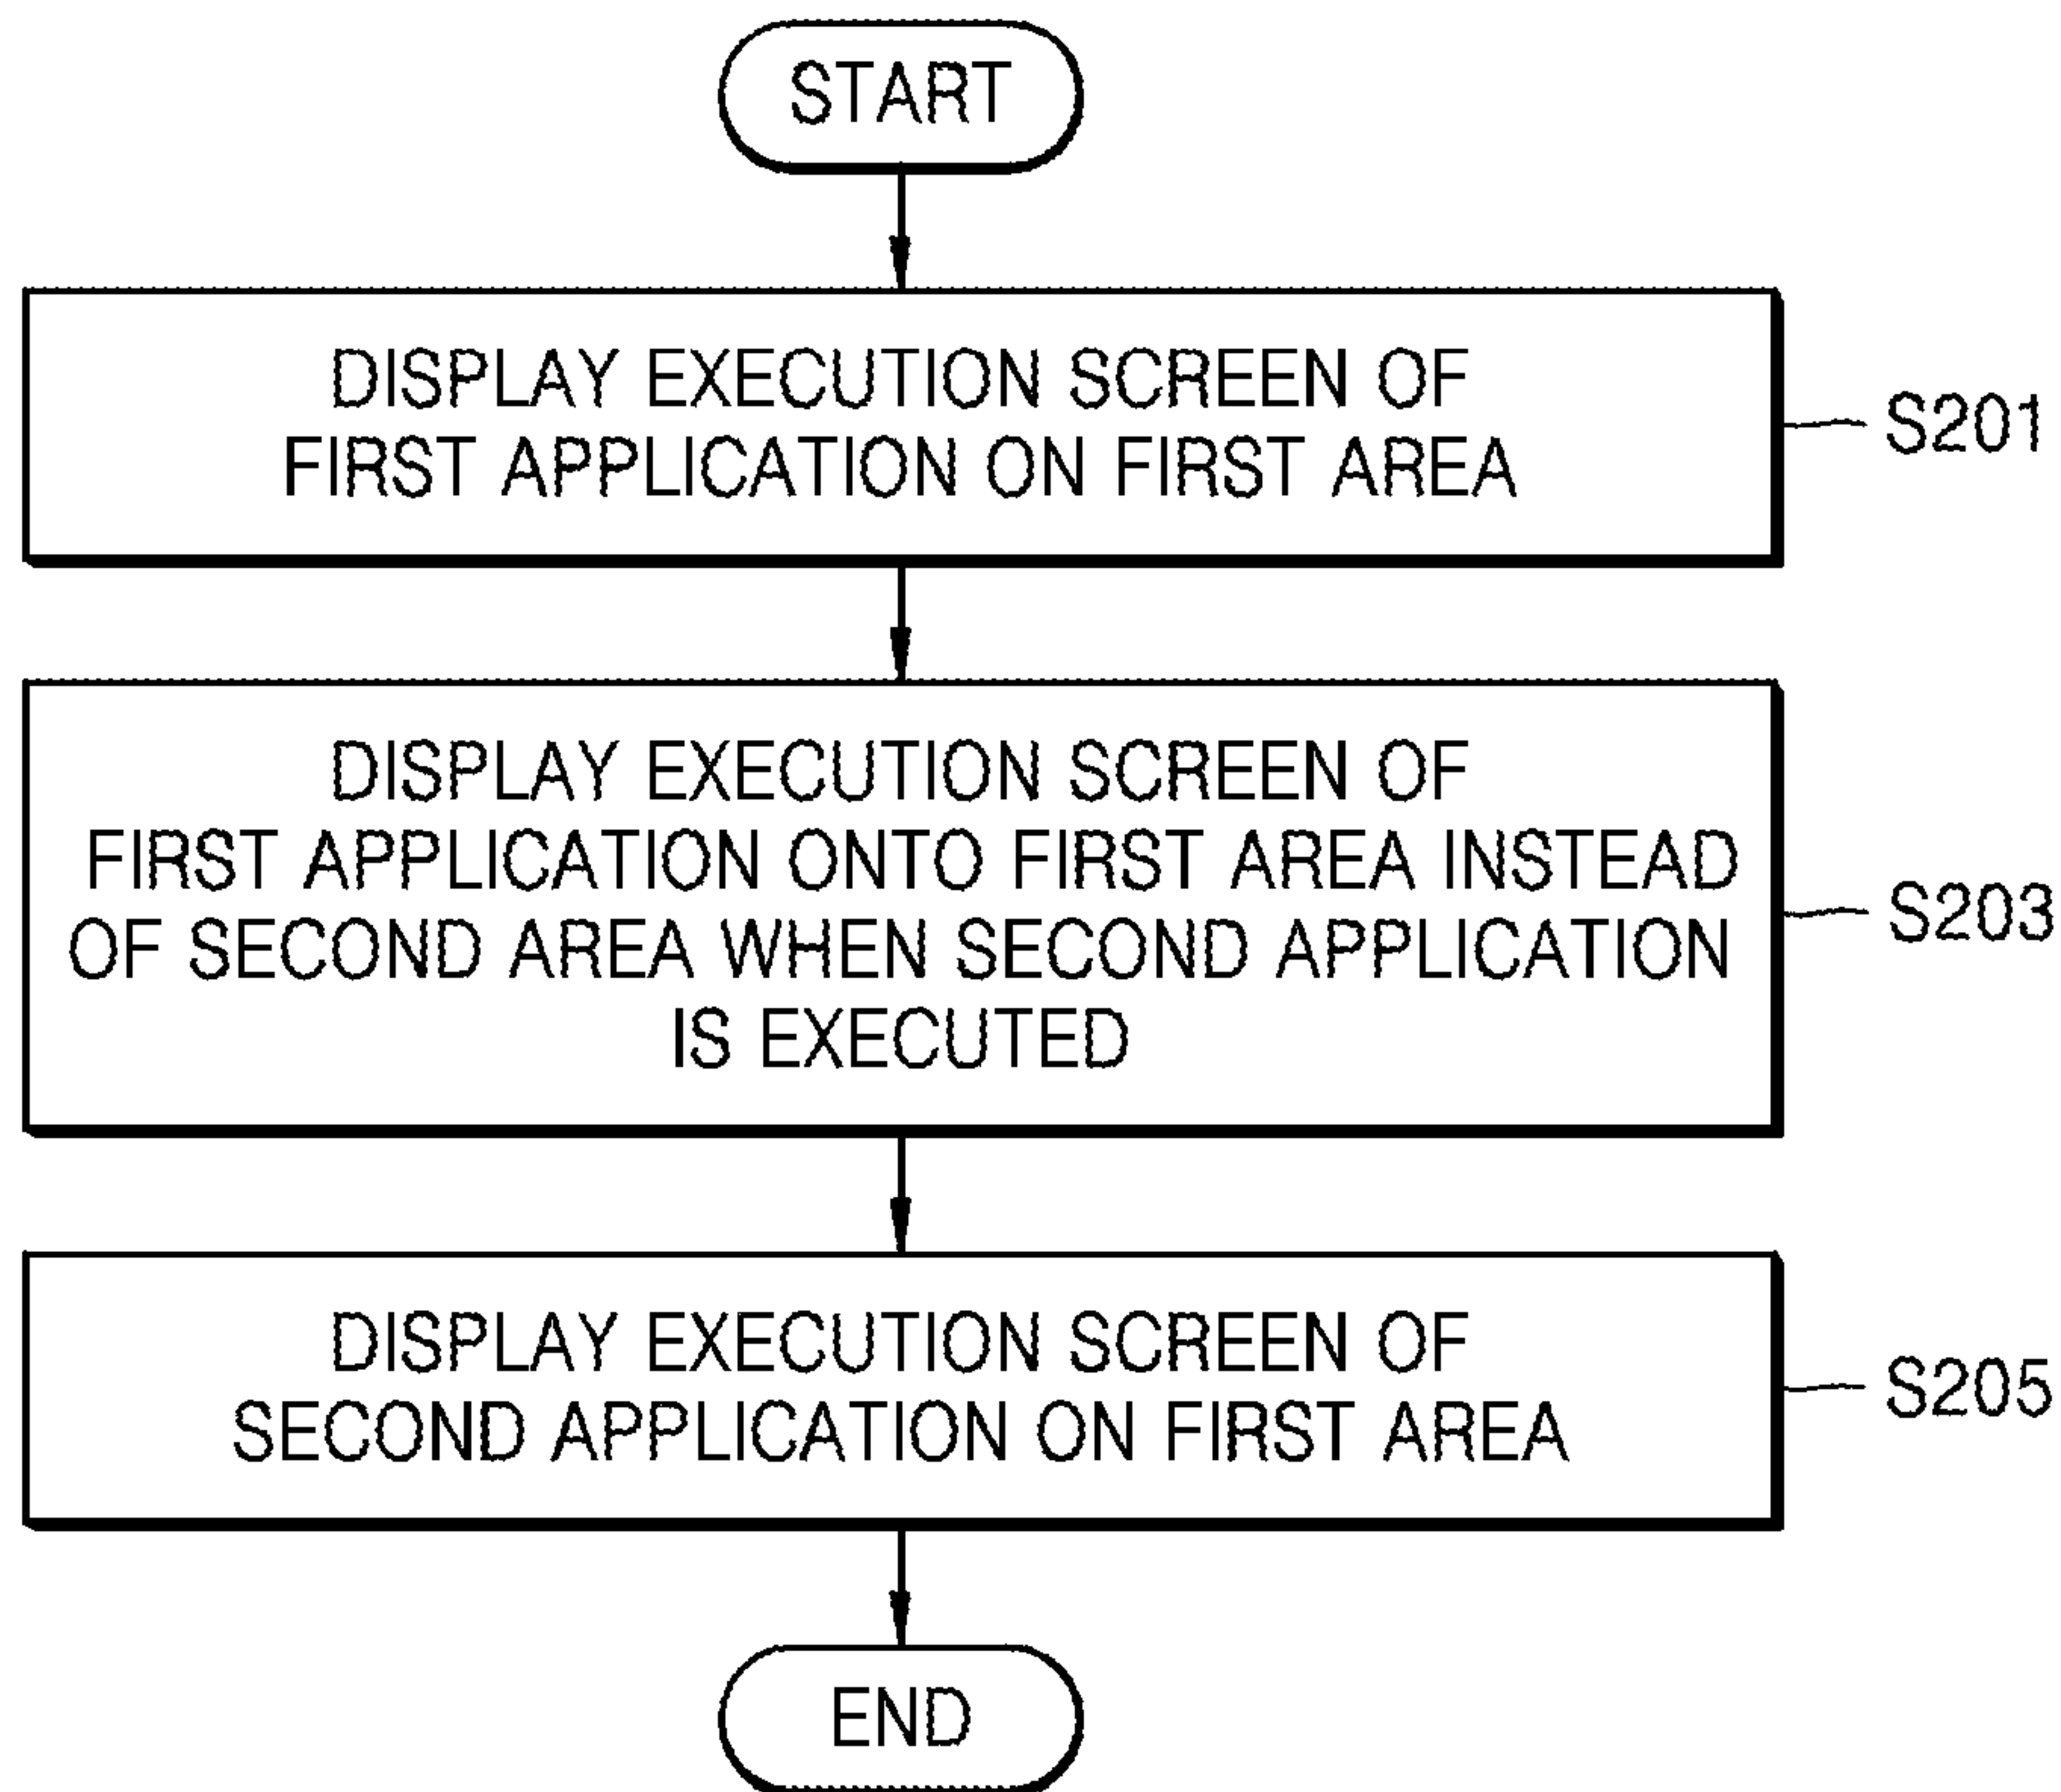 START
DISPLAY EXECUTION SCREEN OF
FIRST APPLICATION ON FIRST AREA
S201
DISPLAY EXECUTION SCREEN OF
FIRST APPLICATION ONTO FIRST AREA INSTEAD
OF SECOND AREA WHEN SECOND APPLICATION
IS EXECUTED
S203
DISPLAY EXECUTION SCREEN OF
SECOND APPLICATION ON FIRST AREA
S205
END